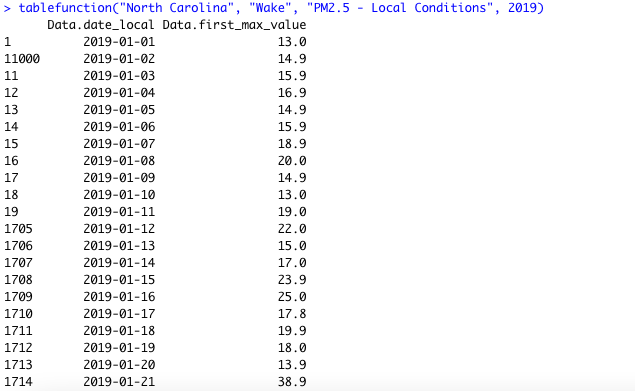 > tablefunction("North Carolina", "Wake", "PM2.5 - Local Conditions", 2019)
Data.date_local Data.first_max_value
1 2019-01-01 13.0
11000 2019-01-02 14.9
11 2019-01-03 15.9
12 2019-01-04 16.9
13 2019-01-05 14.9
14 2019-01-06 15.9
15 2019-01-07 18.9
16 2019-01-08 20.0
17 2019-01-09 14.9
18 2019-01-10 13.0
19 2019-01-11 19.0
1705 2019-01-12 22.0
1706 2019-01-13 15.0
1707 2019-01-14 17.0
1708 2019-01-15 23.9
1709 2019-01-16 25.0
1710 2019-01-17 17.8
1711 2019-01-18 19.9
1712 2019-01-19 18.0
1713 2019-01-20 13.9
1714 2019-01-21 38.9